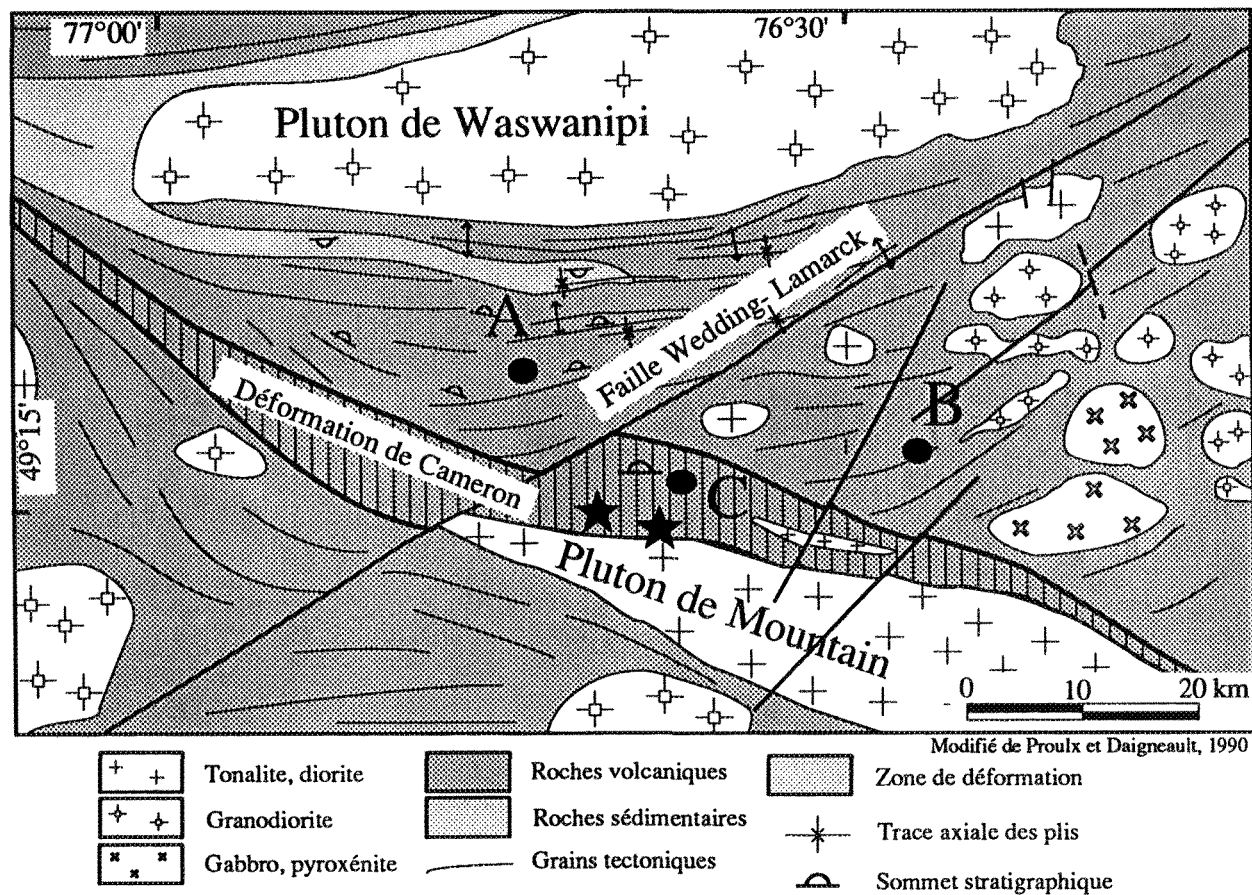 77°00'
76°30'
Pluton de Waswanipi
Faille Wedding- Lamarck
A
B
Déformation de Cameron
49°15'
C
Pluton de Mountain
0 10 20 km
Modifié de Proulx et Daigneault, 1990
Tonalite, diorite
Roches volcaniques
Zone de déformation
Granodiorite
Roches sédimentaires
Trace axiale des plis
Gabbro, pyroxénite
Grains tectoniques
Sommet stratigraphique